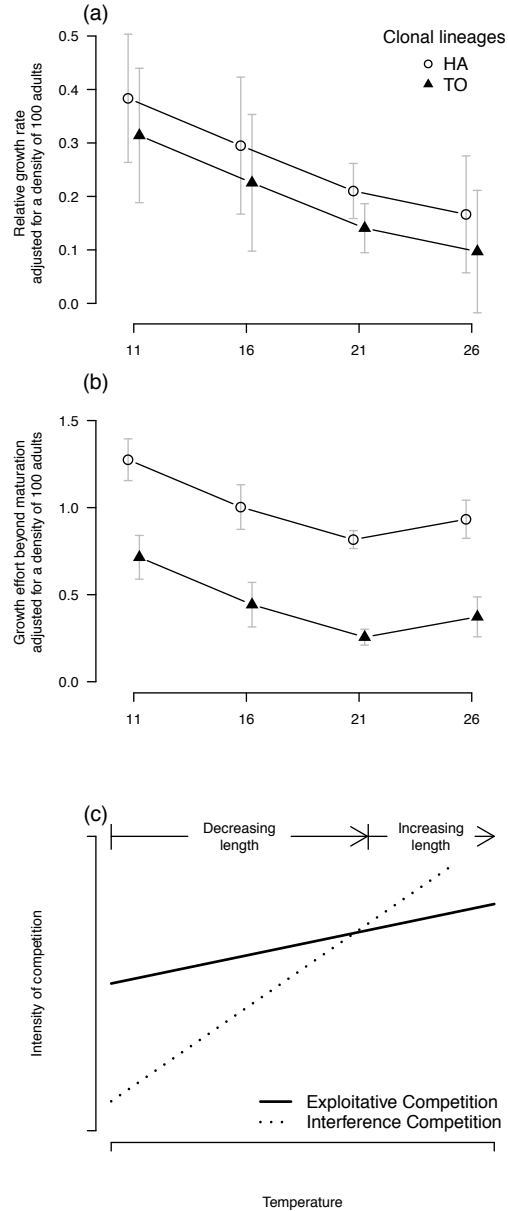 (a)
Clonal lineages
HA
TO
Relative growth rate
adjusted for a density of 100 adults
0.5
0.4
0.3
0.2
0.1
0.0
11 16 21 26
(b)
Growth effort beyond maturation
adjusted for a density of 100 adults
1.5
1.0
0.5
0.0
11 16 21 26
(c)
Decreasing
length
Increasing
length
Intensity of competition
Exploitative Competition
Interference Competition
Temperature